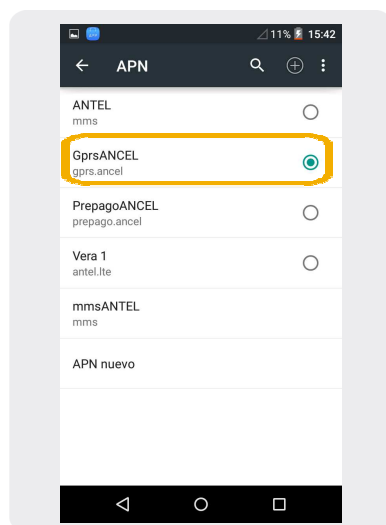 11% 15:42
APN
ANTEL
mms
GprsANCEL
gprs.ancel
PrepagoANCEL
prepago.ancel
Vera 1
antel.lte
mmsANTEL
mms
APN nuevo